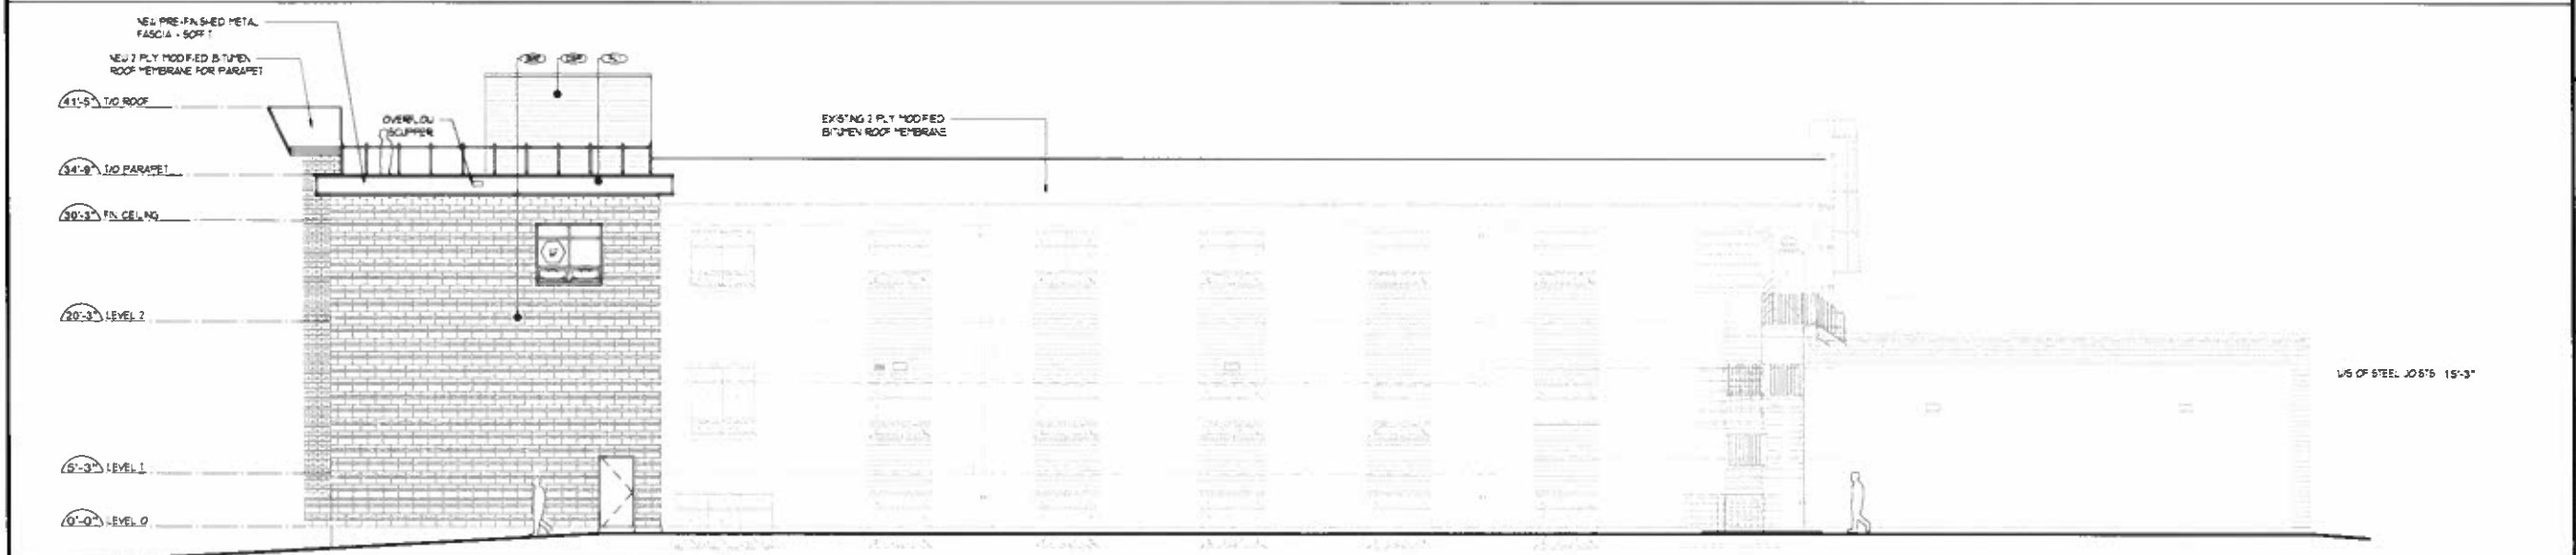 NEW PRE-FINISHED METAL
FASCIA + SOFFIT
NEW 2 PLY MODIFIED BITUMEN
ROOF MEMBRANE FOR PARAPET
41'-5" T/O ROOF
OVERFLOW
SCUPPER
EXISTING 2 PLY MODIFIED
BITUMEN ROOF MEMBRANE
34'-9" T/O PARAPET
30'-3" FIN CEILING
20'-3" LEVEL 2
U/S OF STEEL JOISTS 15'-3"
5'-3" LEVEL 1
0'-0" LEVEL 0